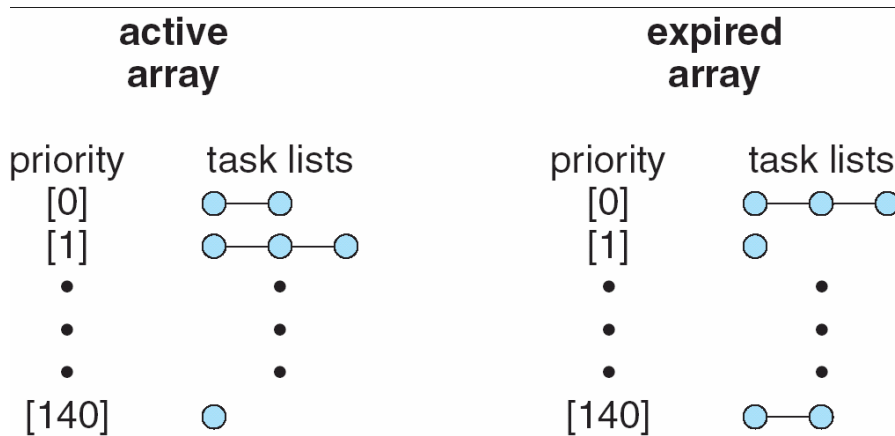 active
array
expired
array
priority task lists
[0]
[1]
[140]
priority task lists
[0]
[1]
[140]